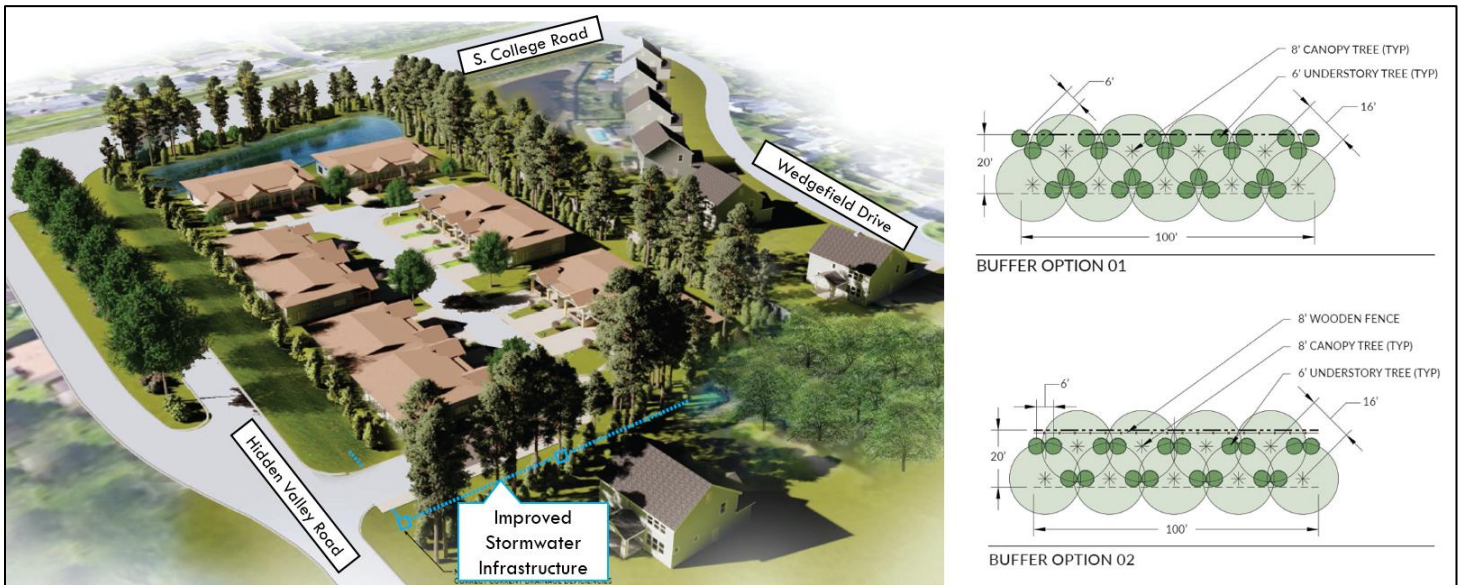 S. College Road
Wedgefield Drive
Hidden Valley Road
Improved
Stormwater
Infrastructure
8' CANOPY TREE (TYP)
6' UNDERSTORY TREE (TYP)
6'
16'
20'
100'
BUFFER OPTION 01
8' WOODEN FENCE
8' CANOPY TREE (TYP)
6' UNDERSTORY TREE (TYP)
6'
16'
20'
100'
BUFFER OPTION 02